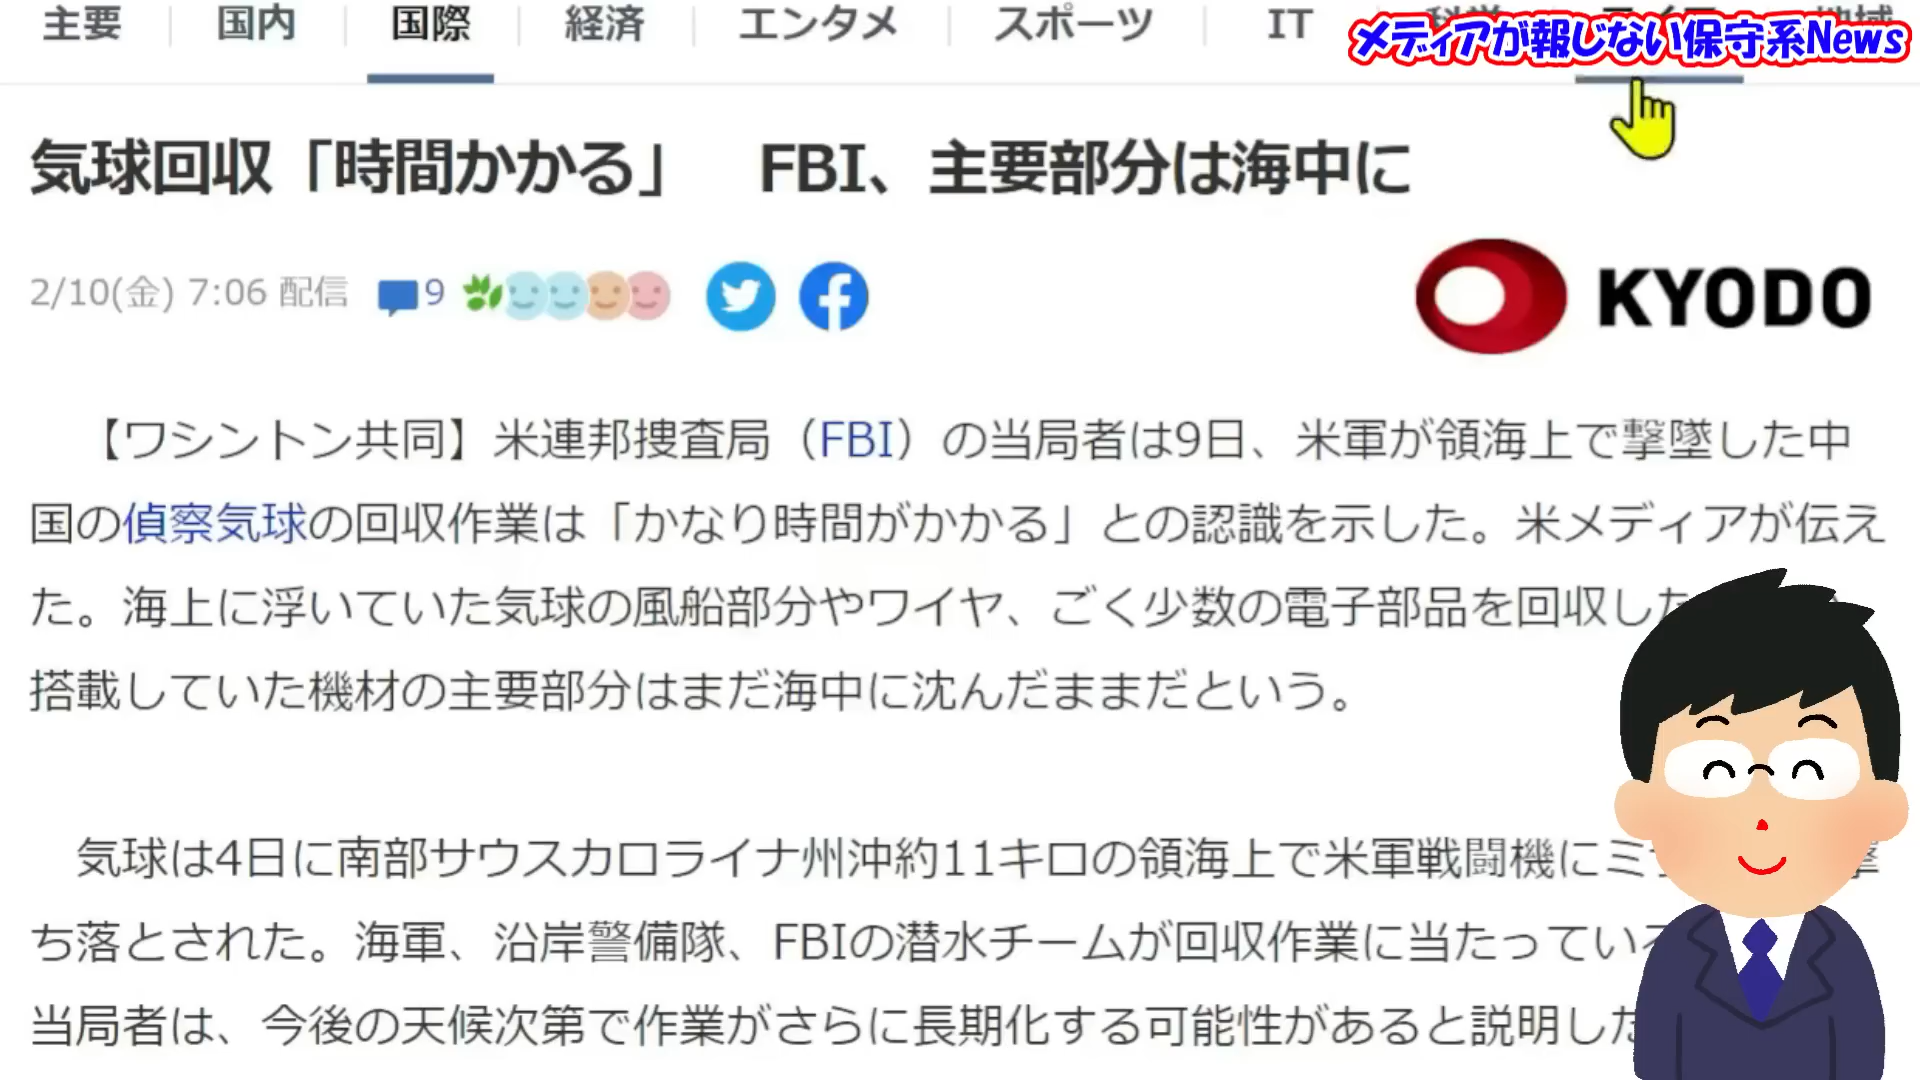 主要 国内 国際 経済 エンタメ スポーツ IT
メディアが報じない保守系News
気球回収「時間かかる」 FBI、主要部分は海中に
2/10(金) 7:06 配信 9
KYODO
【ワシントン共同】米連邦捜査局（FBI）の当局者は9日、米軍が領海上で撃墜した中
国の偵察気球の回収作業は「かなり時間がかかる」との認識を示した。米メディアが伝え
た。海上に浮いていた気球の風船部分やワイヤ、ごく少数の電子部品を回収した
搭載していた機材の主要部分はまだ海中に沈んだままだという。
気球は4日に南部サウスカロライナ州沖約11キロの領海上で米軍戦闘機にミ 撃
ち落とされた。海軍、沿岸警備隊、FBIの潜水チームが回収作業に当たってい
当局者は、今後の天候次第で作業がさらに長期化する可能性があると説明した